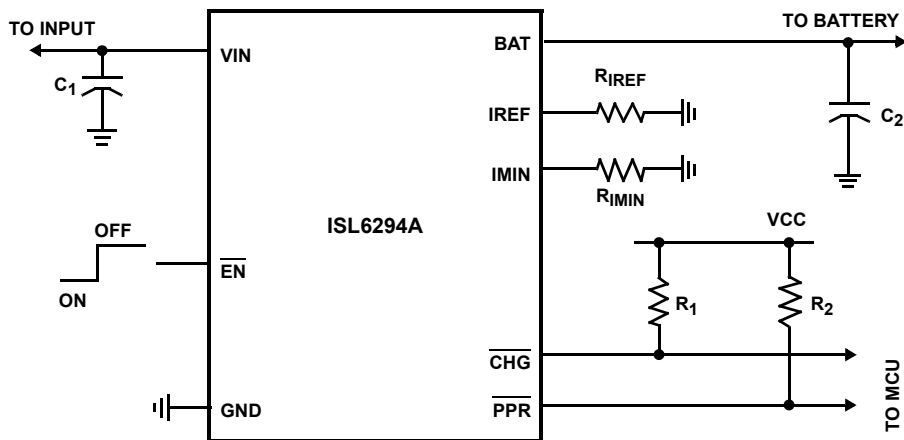 TO INPUT
C1
VIN
BAT
TO BATTERY
RIREF
IREF
C2
IMIN
RIMIN
ISL6294A
VCC
OFF
ON
EN
R1
R2
CHG
GND
PPR
TO MCU